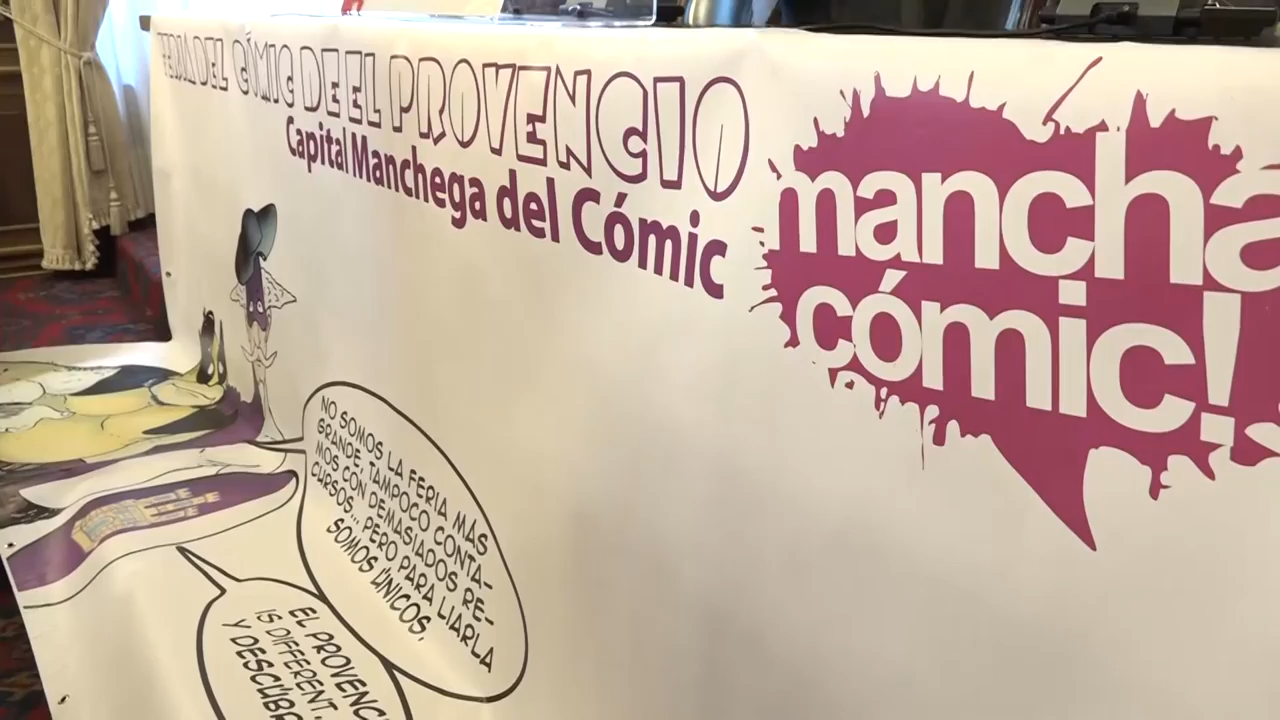 FERIA DEL CÓMIC DE EL PROVENCIO
Capital Manchega del Cómic
mancha
cómic!
NO SOMOS LA FERIA MÁS
GRANDE, TAMPOCO CONTA-
MOS CON DEMASIADOS RE-
CURSOS... PERO PARA LIARLA
SOMOS ÚNICOS.
EL PROVENC
IS DIFFERENT.
Y DESCÚBR